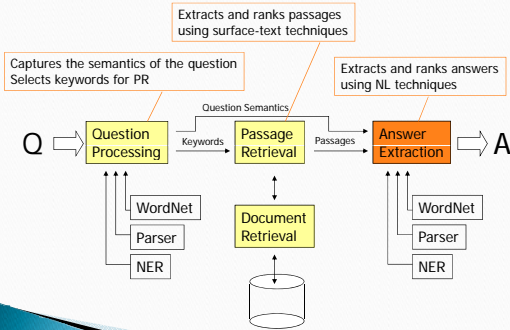 Extracts and ranks passages
using surface-text techniques
Captures the semantics of the question
Selects keywords for PR
Extracts and ranks answers
using NL techniques
Question Semantics
Q
Question
Processing
Keywords
Passage
Retrieval
Passages
Answer
Extraction
A
WordNet
Parser
NER
Document
Retrieval
WordNet
Parser
NER